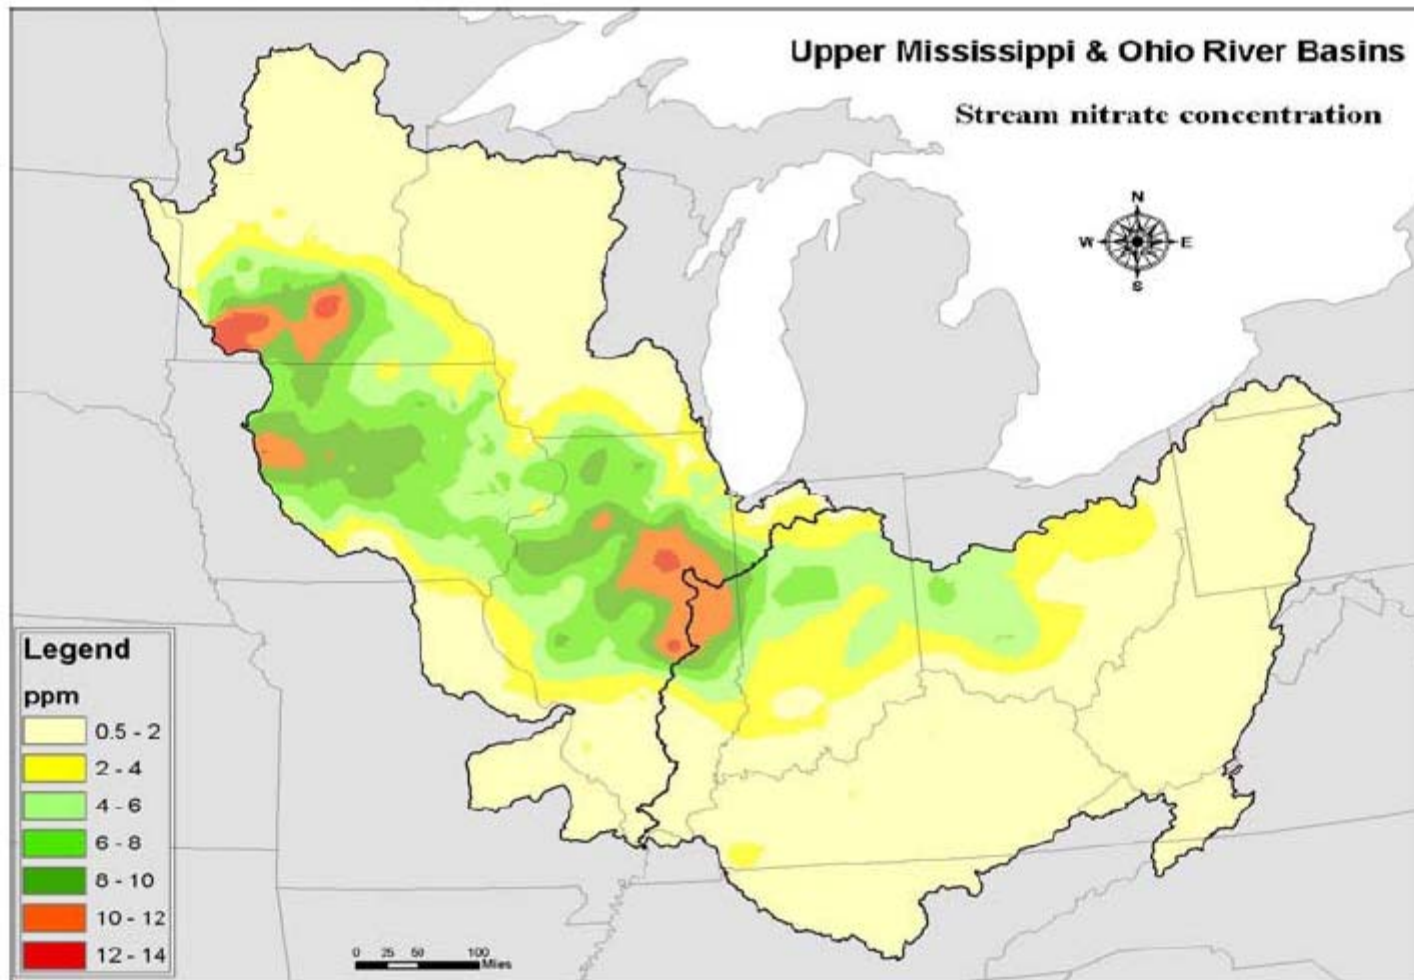 Upper Mississippi & Ohio River Basins
Stream nitrate concentration
N
W E
S
Legend
ppm
0.5 - 2
2 - 4
4 - 6
6 - 8
8 - 10
10 - 12
12 - 14
0 25 50 100
Miles